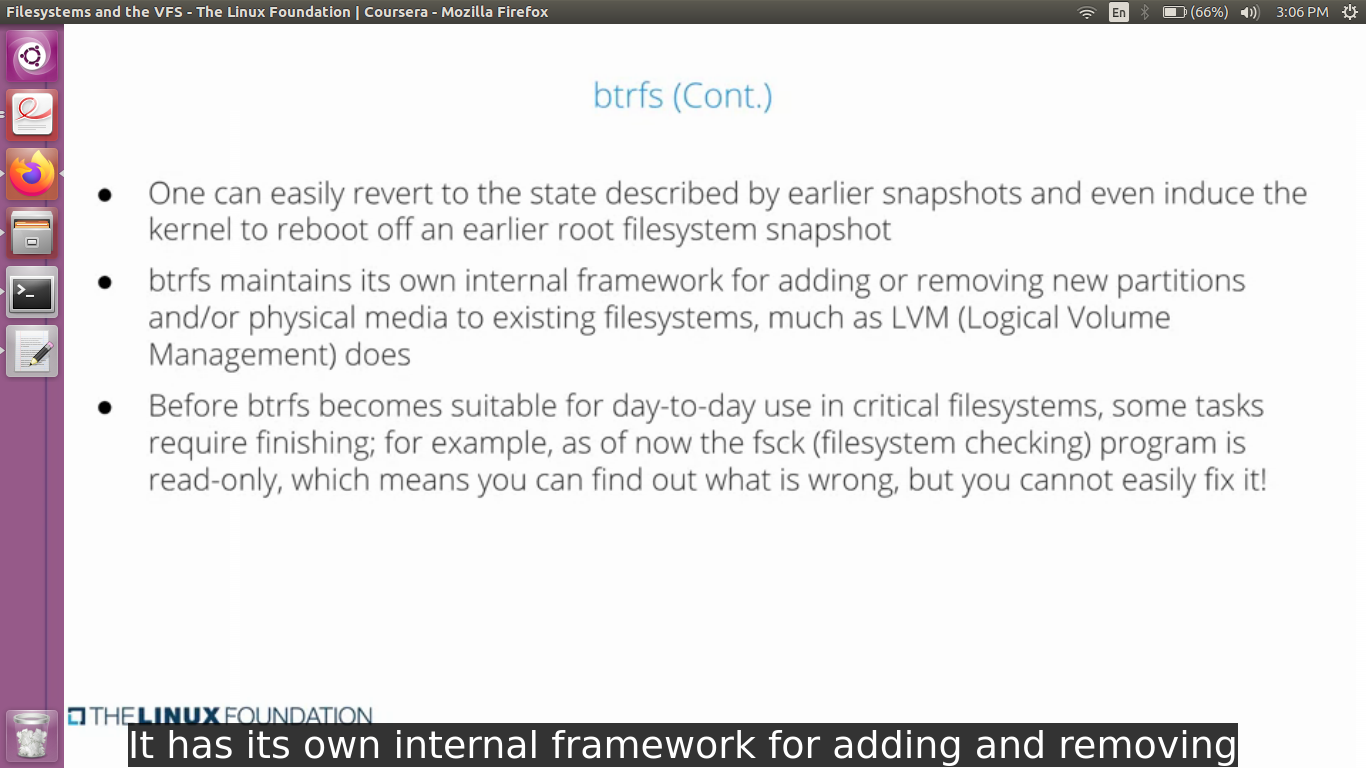 Filesystems and the VFS - The Linux Foundation | Coursera - Mozilla Firefox
En
(66%)
3:06 PM
btrfs (Cont.)
● One can easily revert to the state described by earlier snapshots and even induce the
kernel to reboot off an earlier root filesystem snapshot
● btrfs maintains its own internal framework for adding or removing new partitions
and/or physical media to existing filesystems, much as LVM (Logical Volume
Management) does
● Before btrfs becomes suitable for day-to-day use in critical filesystems, some tasks
require finishing; for example, as of now the fsck (filesystem checking) program is
read-only, which means you can find out what is wrong, but you cannot easily fix it!
THE LINUX FOUNDATION
It has its own internal framework for adding and removing